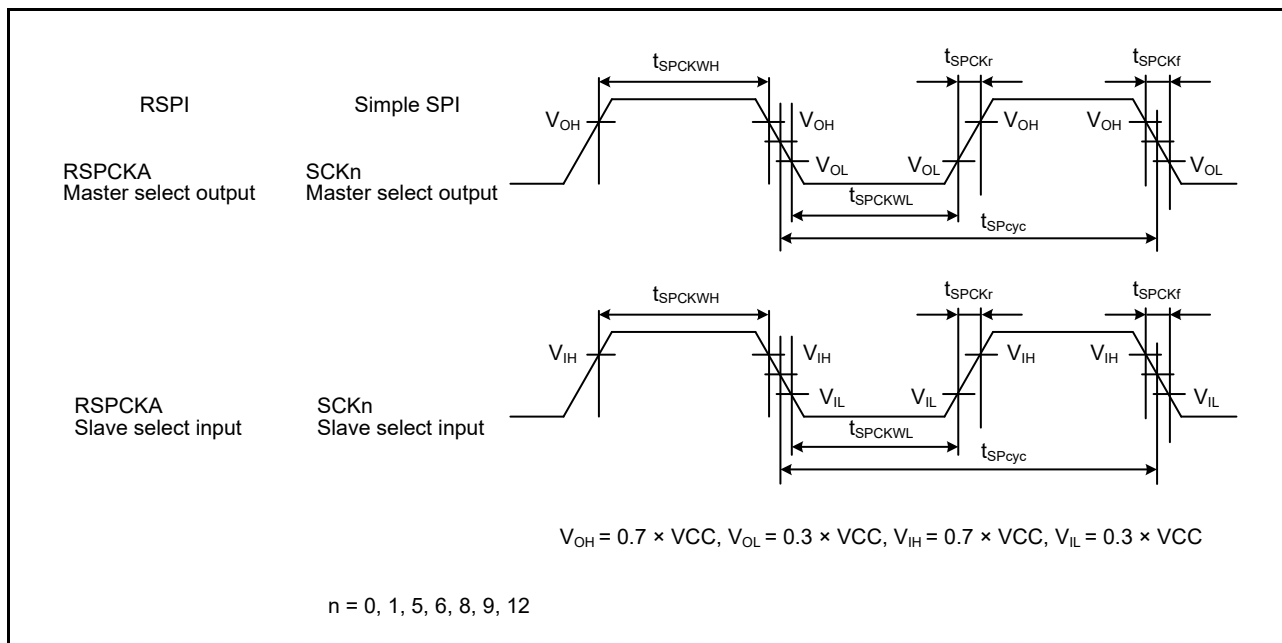 RSPI
Simple SPI
RSPCKA
Master select output
SCKn
Master select output
tSPCKWH
tSPCKr
tSPCKf
VOH
VOH
VOH
VOH
VOL
VOL
VOL
tSPCKWL
tSPcyc
RSPCKA
Slave select input
SCKn
Slave select input
tSPCKWH
tSPCKr
tSPCKf
VIH
VIH
VIH
VIH
VIL
VIL
VIL
tSPCKWL
tSPcyc
VOH = 0.7 × VCC, VOL = 0.3 × VCC, VIH = 0.7 × VCC, VIL = 0.3 × VCC
n = 0, 1, 5, 6, 8, 9, 12